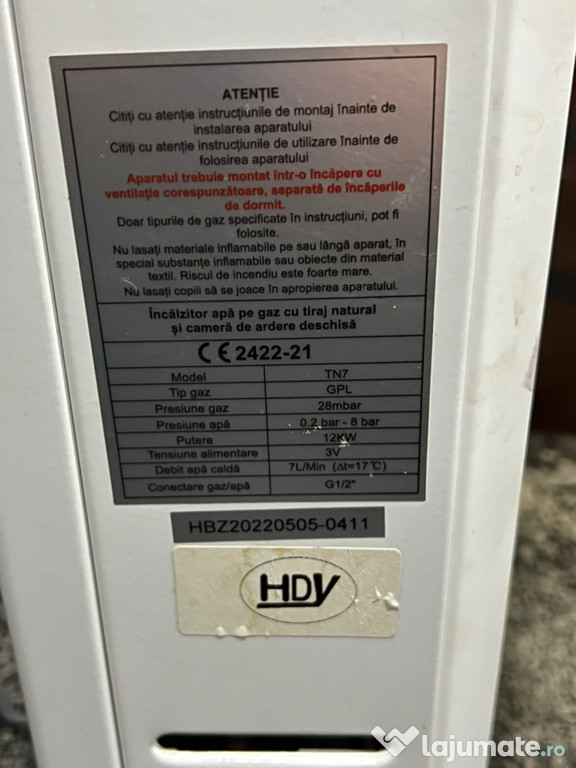 ATENȚIE
Citiți cu atenție instrucțiunile de montaj înainte de
instalarea aparatului
Citiți cu atenție instrucțiunile de utilizare înainte de
folosirea aparatului
Aparatul trebuie montat într-o încăpere cu
ventilație corespunzătoare, separată de încăperile
de dormit.
Doar tipurile de gaz specificate în instrucțiuni, pot fi
folosite.
Nu lasați materiale inflamabile pe sau lângă aparat, în
special substanțe inflamabile sau obiecte din material
textil. Riscul de incendiu este foarte mare.
Nu lasați copiii să se joace în apropierea aparatului.
Încălzitor apă pe gaz cu tiraj natural
și cameră de ardere deschisă
CE 2422-21
Model TN7
Tip gaz GPL
Presiune gaz 28mbar
Presiune apă 0.2 bar - 8 bar
Putere 12KW
Tensiune alimentare 3V
Debit apă caldă 7L/Min (Δt=17℃)
Conectare gaz/apă G1/2"
HBZ20220505-0411
HDY
lajumate.ro